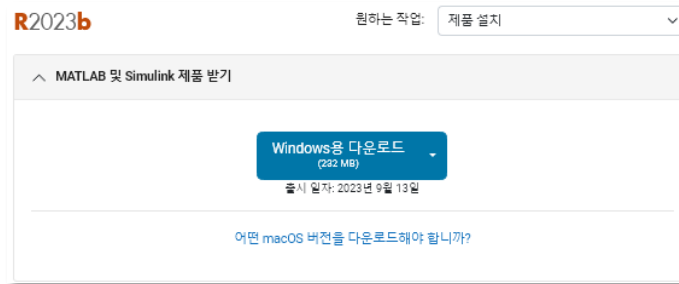 R2023b
원하는 작업: 제품 설치
MATLAB 및 Simulink 제품 받기
Windows용 다운로드
(232 MB)
출시 일자: 2023년 9월 13일
어떤 macOS 버전을 다운로드해야 합니까?